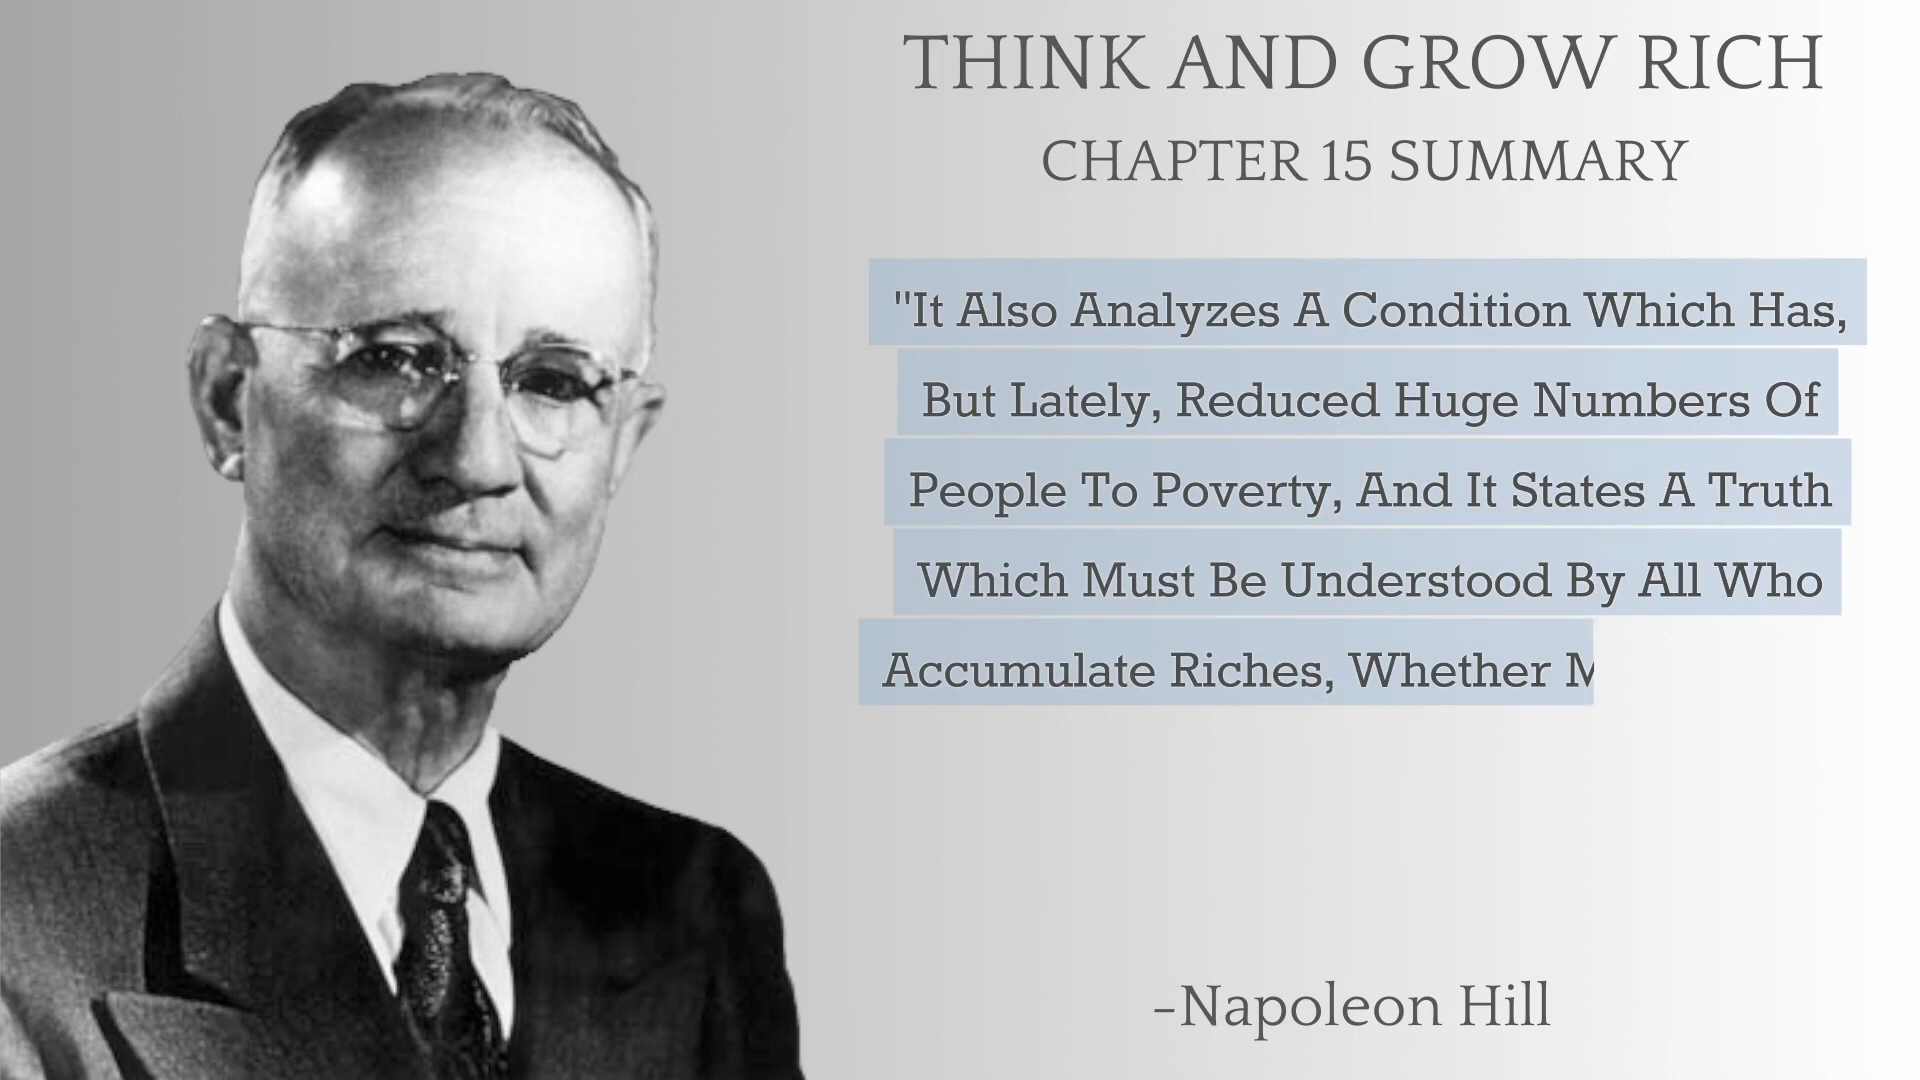 THINK AND GROW RICH
CHAPTER 15 SUMMARY
"It Also Analyzes A Condition Which Has,
But Lately, Reduced Huge Numbers Of
People To Poverty, And It States A Truth
Which Must Be Understood By All Who
Accumulate Riches, Whether
-Napoleon Hill